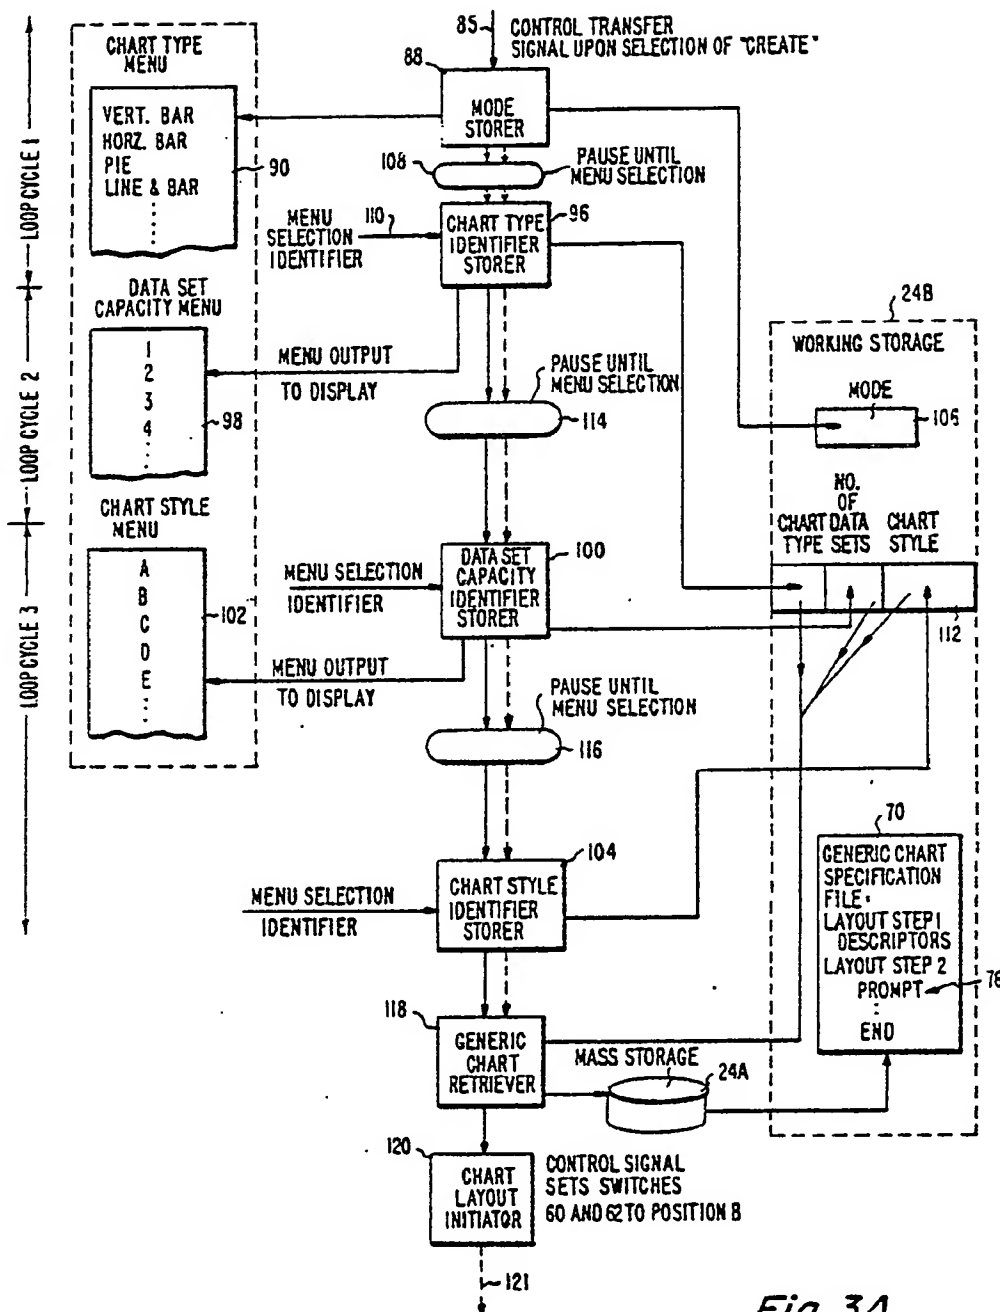 85
CONTROL TRANSFER
SIGNAL UPON SELECTION OF "CREATE"
CHART TYPE
MENU
VERT. BAR
HORZ. BAR
PIE
LINE & BAR
90
88
MODE
STORER
108
PAUSE UNTIL
MENU SELECTION
LOOP CYCLE 1
MENU
SELECTION
IDENTIFIER
110
96
CHART TYPE
IDENTIFIER
STORER
DATA SET
CAPACITY MENU
1
2
3
4
98
MENU OUTPUT
TO DISPLAY
PAUSE UNTIL
MENU SELECTION
114
LOOP CYCLE 2
24B
WORKING STORAGE
MODE
106
NO.
OF
CHART DATA CHART
TYPE SETS STYLE
112
CHART STYLE
MENU
A
B
C
D
E
102
MENU SELECTION
IDENTIFIER
100
DATA SET
CAPACITY
IDENTIFIER
STORER
MENU OUTPUT
TO DISPLAY
PAUSE UNTIL
MENU SELECTION
116
LOOP CYCLE 3
MENU SELECTION
IDENTIFIER
104
CHART STYLE
IDENTIFIER
STORER
70
GENERIC CHART
SPECIFICATION
FILE:
LAYOUT STEP 1
DESCRIPTORS
LAYOUT STEP 2
PROMPT
78
END
118
GENERIC
CHART
RETRIEVER
MASS STORAGE
24A
120
CHART
LAYOUT
INITIATOR
CONTROL SIGNAL
SETS SWITCHES
60 AND 62 TO POSITION B
121
Fig. 3A